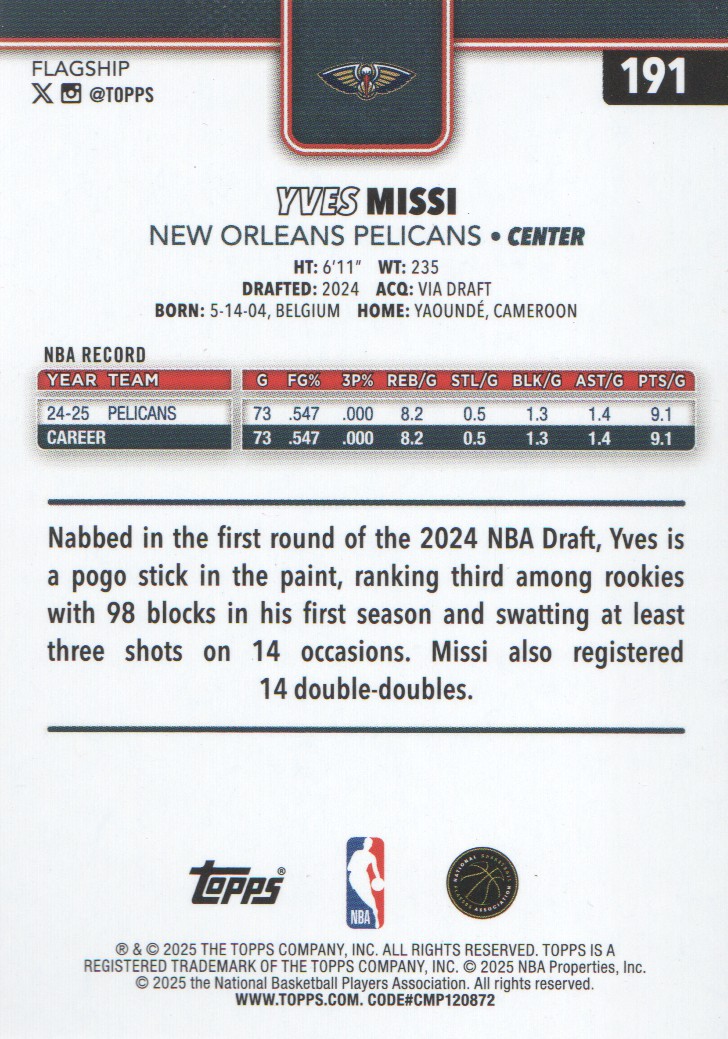 FLAGSHIP
@TOPPS
191
YVES MISSI
NEW ORLEANS PELICANS • CENTER
HT: 6'11" WT: 235
DRAFTED: 2024 ACQ: VIA DRAFT
BORN: 5-14-04, BELGIUM HOME: YAOUNDÉ, CAMEROON
NBA RECORD
YEAR TEAM G FG% 3P% REB/G STL/G BLK/G AST/G PTS/G
24-25 PELICANS 73 .547 .000 8.2 0.5 1.3 1.4 9.1
CAREER 73 .547 .000 8.2 0.5 1.3 1.4 9.1
Nabbed in the first round of the 2024 NBA Draft, Yves is
a pogo stick in the paint, ranking third among rookies
with 98 blocks in his first season and swatting at least
three shots on 14 occasions. Missi also registered
14 double-doubles.
Topps®
NBA
NATIONAL BASKETBALL
PLAYERS ASSOCIATION
® & © 2025 THE TOPPS COMPANY, INC. ALL RIGHTS RESERVED. TOPPS IS A
REGISTERED TRADEMARK OF THE TOPPS COMPANY, INC. © 2025 NBA Properties, Inc.
© 2025 the National Basketball Players Association. All rights reserved.
WWW.TOPPS.COM. CODE#CMP120872